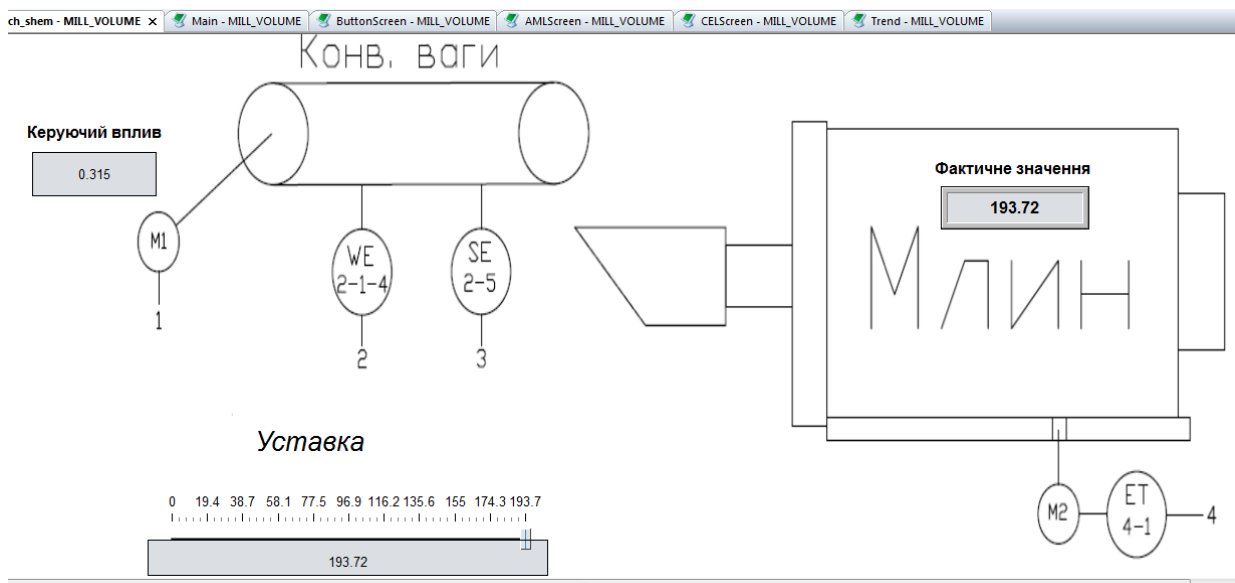 ch_shem - MILL_VOLUME × Main - MILL_VOLUME ButtonScreen - MILL_VOLUME AMLScreen - MILL_VOLUME CELScreen - MILL_VOLUME Trend - MILL_VOLUME
Конв. ваги
Керуючий вплив
0.315
Фактичне значення
193.72
М1
WE
2-1-4
SE
2-5
Млин
1
2
3
Уставка
0 19.4 38.7 58.1 77.5 96.9 116.2 135.6 155 174.3 193.7
193.72
М2
ET
4-1
4